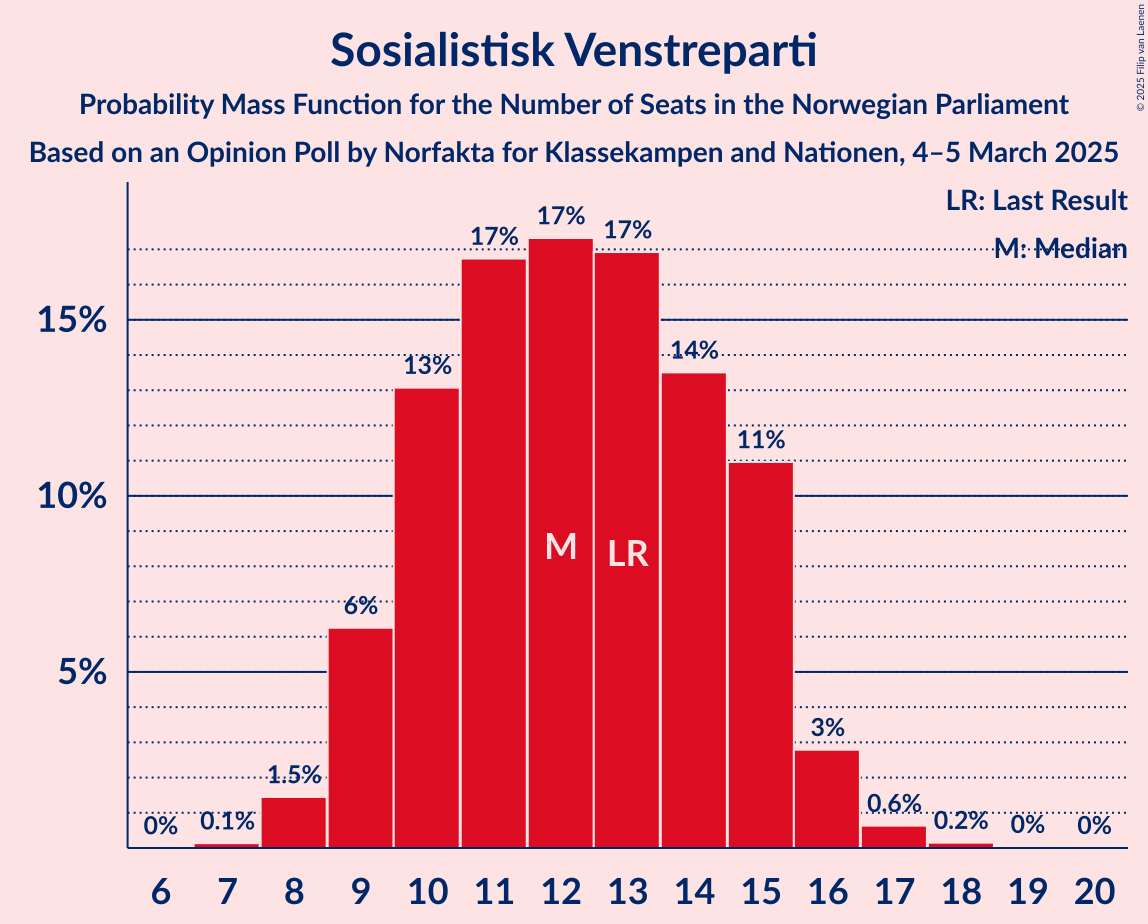 Sosialistisk Venstreparti
Probability Mass Function for the Number of Seats in the Norwegian Parliament
Based on an Opinion Poll by Norfakta for Klassekampen and Nationen, 4–5 March 2025
© 2025 Filip van Laenen
LR: Last Result
M: Median
15%
10%
5%
0%
0.1%
1.5%
6%
13%
17%
17%
17%
14%
11%
3%
0.6%
0.2%
0%
0%
M
LR
6 7 8 9 10 11 12 13 14 15 16 17 18 19 20